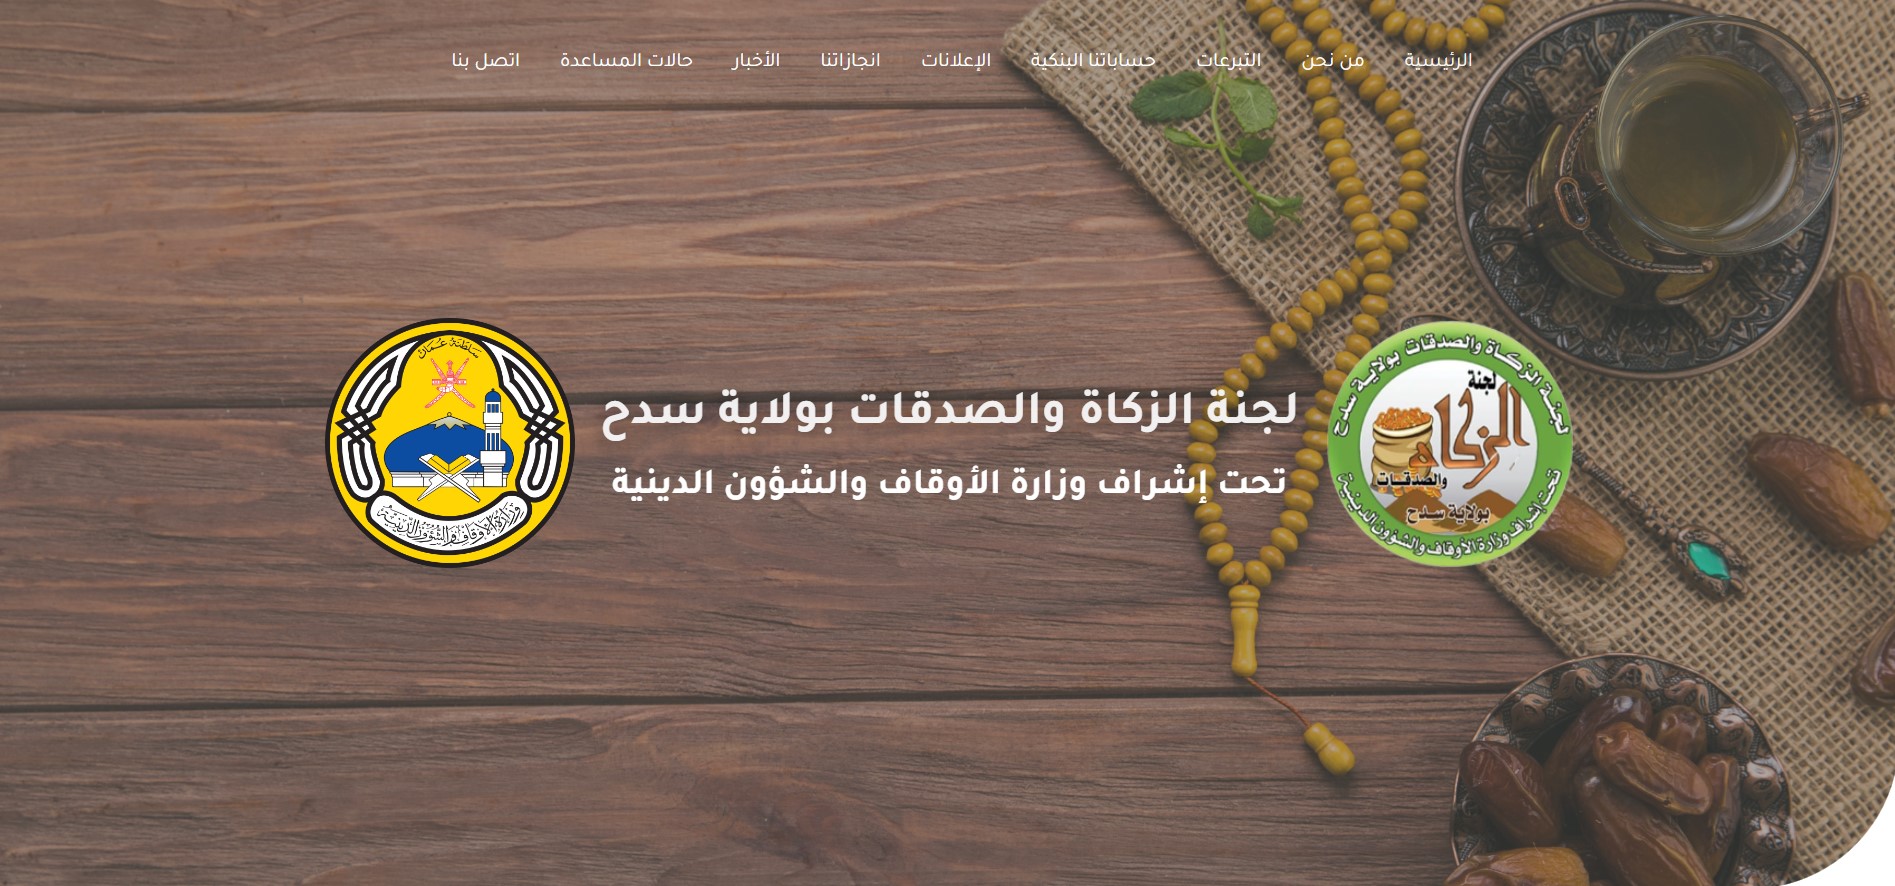 الرئيسية
من نحن
التبرعات
حساباتنا البنكية
الإعلانات
انجازاتنا
الأخبار
حالات المساعدة
اتصل بنا
لجنة الزكاة والصدقات بولاية سدح
تحت إشراف وزارة الأوقاف والشؤون الدينية
لجنة الزكاة والصدقات بولاية سدح
لجنة
الزكاة
والصدقات
بولاية سدح
تحت إشراف وزارة الأوقاف والشؤون الدينية
سلطنة عمان
وزارة الأوقاف والشؤون الدينية